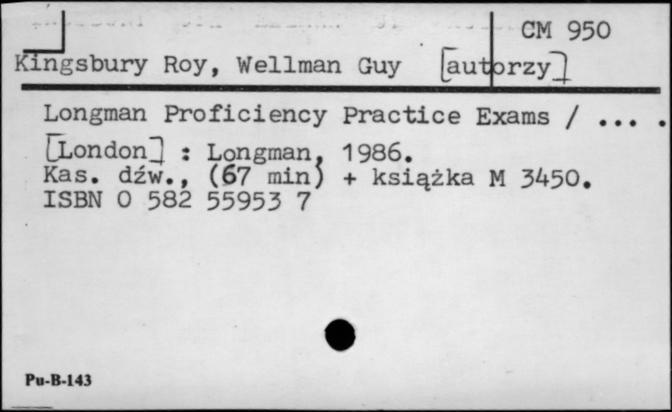 CM 950
Kingsbury Roy, Wellman Guy [autorzy]
Longman Proficiency Practice Exams / ... .
[London] : Longman, 1986.
Kas. dźw., (67 min) + książka M 3450.
ISBN 0 582 55953 7
Pu-B-143